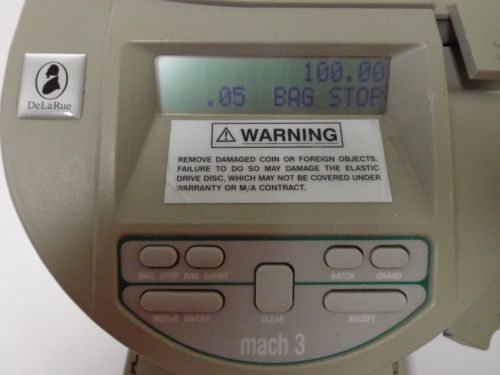 DeLaRue
100.00
.05 BAG STOP
WARNING
REMOVE DAMAGED COIN OR FOREIGN OBJECTS.
FAILURE TO DO SO MAY DAMAGE THE ELASTIC
DRIVE DISC, WHICH MAY NOT BE COVERED UNDER
WARRANTY OR M/A CONTRACT.
BAG STOP BAG COUNT
BATCH GRAND
MOTOR ON/OFF
CLEAR
ACCEPT
mach 3